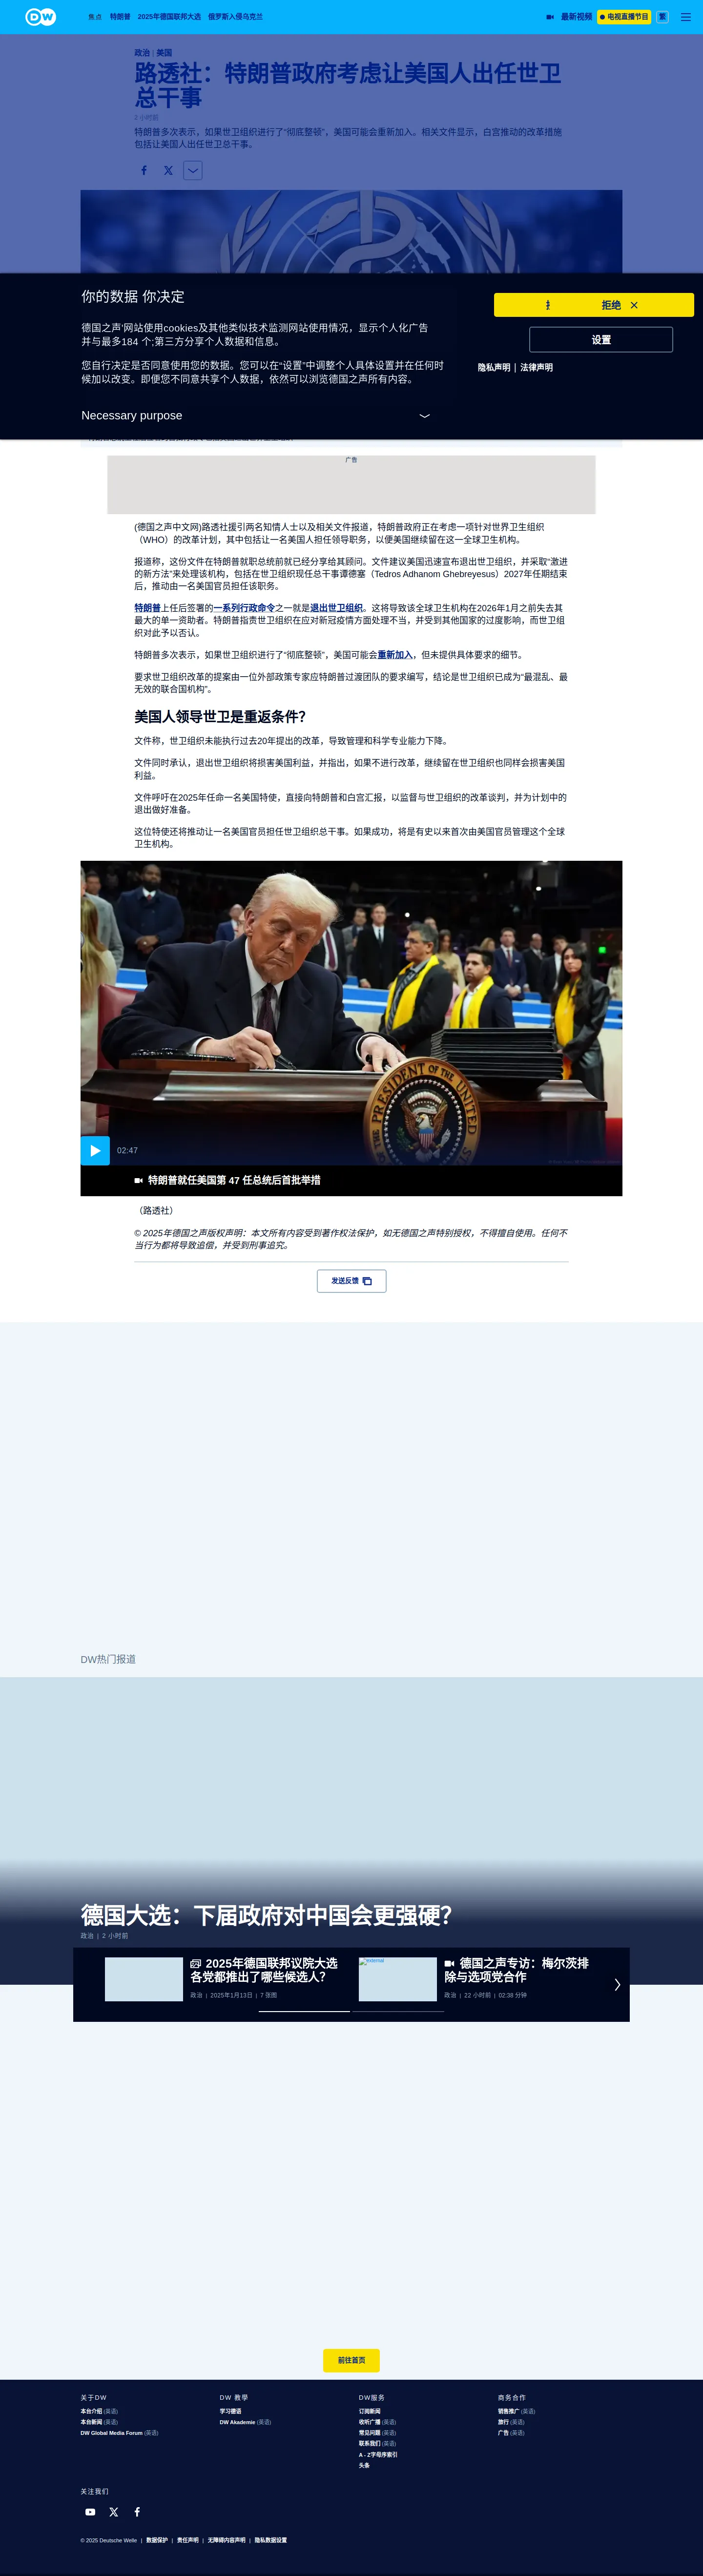 DW
焦点 特朗普 2025年德国联邦大选 俄罗斯入侵乌克兰
最新视频 电视直播节目 繁
政治 | 美国
路透社：特朗普政府考虑让美国人出任世卫
总干事
2 小时前
特朗普多次表示，如果世卫组织进行了“彻底整顿”，美国可能会重新加入。相关文件显示，白宫推动的改革措施
包括让美国人出任世卫总干事。
你的数据 你决定
德国之声'网站使用cookies及其他类似技术监测网站使用情况，显示个人化广告
并与最多184 个;第三方分享个人数据和信息。
您自行决定是否同意使用您的数据。您可以在“设置”中调整个人具体设置并在任何时
候加以改变。即便您不同意共享个人数据，依然可以浏览德国之声所有内容。
Necessary purpose
拒绝
设置
隐私声明 | 法律声明
广告
(德国之声中文网)路透社援引两名知情人士以及相关文件报道，特朗普政府正在考虑一项针对世界卫生组织
（WHO）的改革计划，其中包括让一名美国人担任领导职务，以便美国继续留在这一全球卫生机构。
报道称，这份文件在特朗普就职总统前就已经分享给其顾问。文件建议美国迅速宣布退出世卫组织，并采取“激进
的新方法”来处理该机构，包括在世卫组织现任总干事谭德塞（Tedros Adhanom Ghebreyesus）2027年任期结束
后，推动由一名美国官员担任该职务。
特朗普上任后签署的一系列行政命令之一就是退出世卫组织。这将导致该全球卫生机构在2026年1月之前失去其
最大的单一资助者。特朗普指责世卫组织在应对新冠疫情方面处理不当，并受到其他国家的过度影响，而世卫组
织对此予以否认。
特朗普多次表示，如果世卫组织进行了“彻底整顿”，美国可能会重新加入，但未提供具体要求的细节。
要求世卫组织改革的提案由一位外部政策专家应特朗普过渡团队的要求编写，结论是世卫组织已成为“最混乱、最
无效的联合国机构”。
美国人领导世卫是重返条件？
文件称，世卫组织未能执行过去20年提出的改革，导致管理和科学专业能力下降。
文件同时承认，退出世卫组织将损害美国利益，并指出，如果不进行改革，继续留在世卫组织也同样会损害美国
利益。
文件呼吁在2025年任命一名美国特使，直接向特朗普和白宫汇报，以监督与世卫组织的改革谈判，并为计划中的
退出做好准备。
这位特使还将推动让一名美国官员担任世卫组织总干事。如果成功，将是有史以来首次由美国官员管理这个全球
卫生机构。
PRESIDENT OF THE
02:47
特朗普就任美国第 47 任总统后首批举措
（路透社）
© 2025年德国之声版权声明：本文所有内容受到著作权法保护，如无德国之声特别授权，不得擅自使用。任何不
当行为都将导致追偿，并受到刑事追究。
发送反馈
DW热门报道
德国大选：下届政府对中国会更强硬？
政治 | 2 小时前
2025年德国联邦议院大选
各党都推出了哪些候选人？
政治 | 2025年1月13日 | 7 张图
external
德国之声专访：梅尔茨排
除与选项党合作
政治 | 22 小时前 | 02:38 分钟
前往首页
关于DW
本台介绍 (英语)
本台新闻 (英语)
DW Global Media Forum (英语)
DW 教學
学习德语
DW Akademie (英语)
DW服务
订阅新闻
收听广播 (英语)
常见问题 (英语)
联系我们 (英语)
A - Z字母序索引
头条
商务合作
销售推广 (英语)
旅行 (英语)
广告 (英语)
关注我们
© 2025 Deutsche Welle | 数据保护 | 责任声明 | 无障碍内容声明 | 隐私数据设置